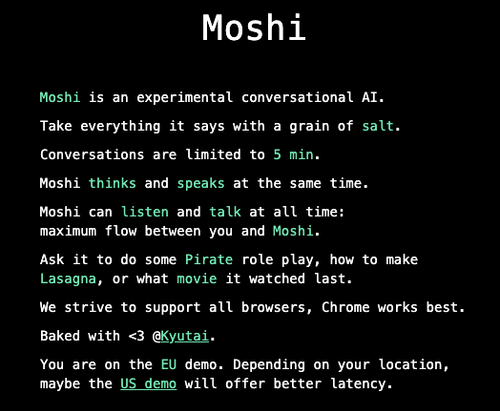 Moshi
Moshi is an experimental conversational AI.
Take everything it says with a grain of salt.
Conversations are limited to 5 min.
Moshi thinks and speaks at the same time.
Moshi can listen and talk at all time:
maximum flow between you and Moshi.
Ask it to do some Pirate role play, how to make
Lasagna, or what movie it watched last.
We strive to support all browsers, Chrome works best.
Baked with <3 @Kyutai.
You are on the EU demo. Depending on your location,
maybe the US demo will offer better latency.